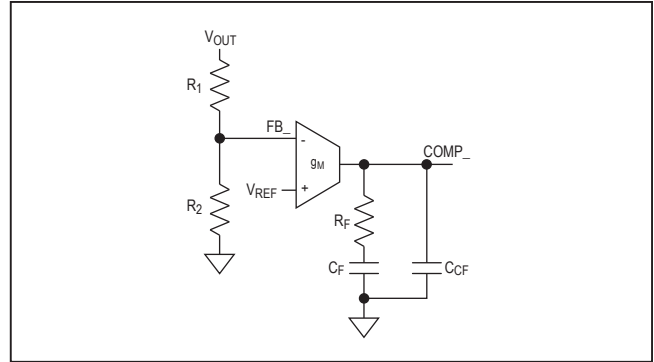 VOUT
R1
FB_
-
gM
COMP_
VREF
+
R2
RF
CF
CCF